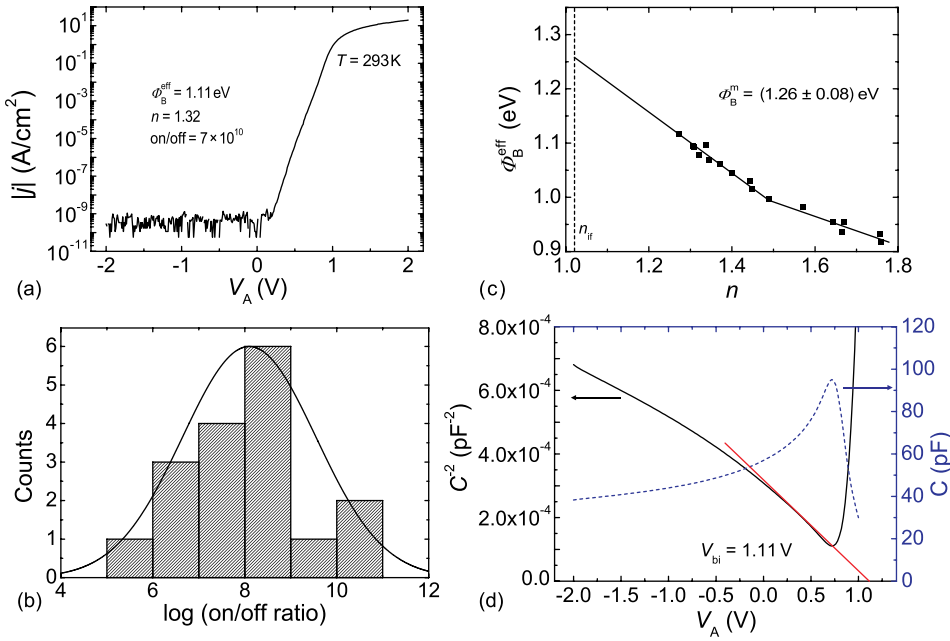 10^1
10^-1
10^-3
10^-5
10^-7
10^-9
10^-11
|j| (A/cm^2)
T = 293K
Φ_B^eff = 1.11 eV
n = 1.32
on/off = 7 × 10^10
-2 -1 0 1 2
V_A (V)
(a)
1.3
1.2
1.1
1.0
0.9
Φ_B^eff (eV)
Φ_B^m = (1.26 ± 0.08) eV
n_if
1.0 1.2 1.4 1.6 1.8
n
(c)
6
5
4
3
2
1
0
Counts
4 6 8 10 12
log (on/off ratio)
(b)
8.0x10^-4
6.0x10^-4
4.0x10^-4
2.0x10^-4
0.0
C^-2 (pF^-2)
V_bi = 1.11 V
120
100
80
60
40
20
0
C (pF)
-2.0 -1.5 -1.0 -0.5 0.0 0.5 1.0
V_A (V)
(d)